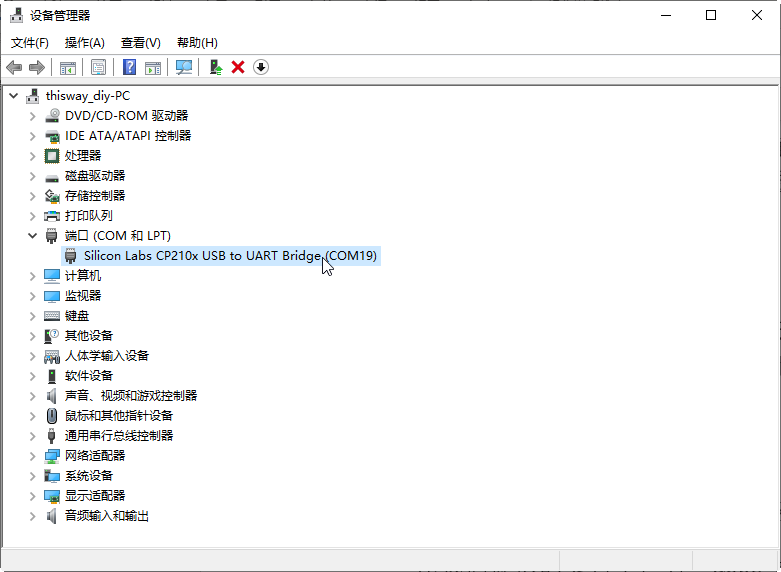 设备管理器
文件(F) 操作(A) 查看(V) 帮助(H)
thisway_diy-PC
DVD/CD-ROM 驱动器
IDE ATA/ATAPI 控制器
处理器
磁盘驱动器
存储控制器
打印队列
端口 (COM 和 LPT)
Silicon Labs CP210x USB to UART Bridge (COM19)
计算机
监视器
键盘
其他设备
人体学输入设备
软件设备
声音、视频和游戏控制器
鼠标和其他指针设备
通用串行总线控制器
网络适配器
系统设备
显示适配器
音频输入和输出